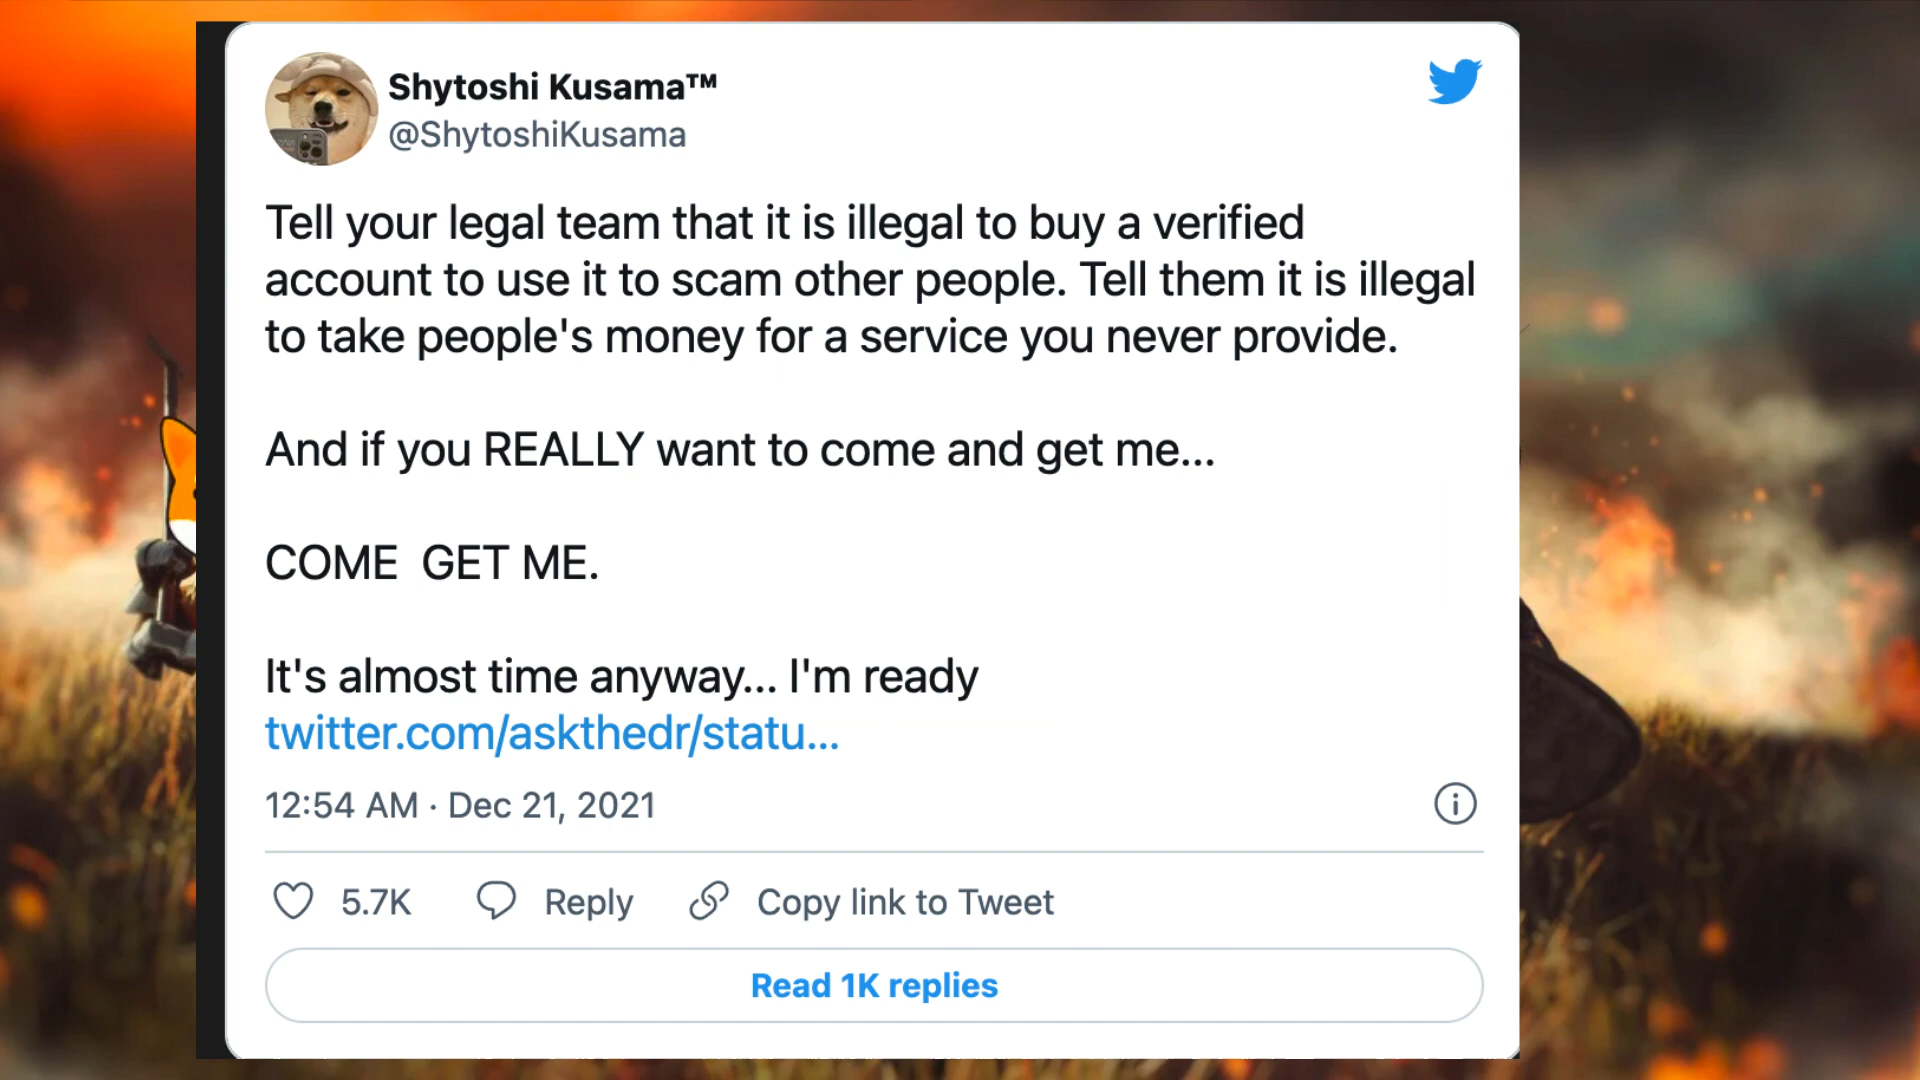 Shytoshi Kusama™
@ShytoshiKusama
Tell your legal team that it is illegal to buy a verified
account to use it to scam other people. Tell them it is illegal
to take people's money for a service you never provide.
And if you REALLY want to come and get me...
COME  GET ME.
It's almost time anyway... I'm ready
twitter.com/askthedr/statu...
12:54 AM · Dec 21, 2021
5.7K Reply Copy link to Tweet
Read 1K replies